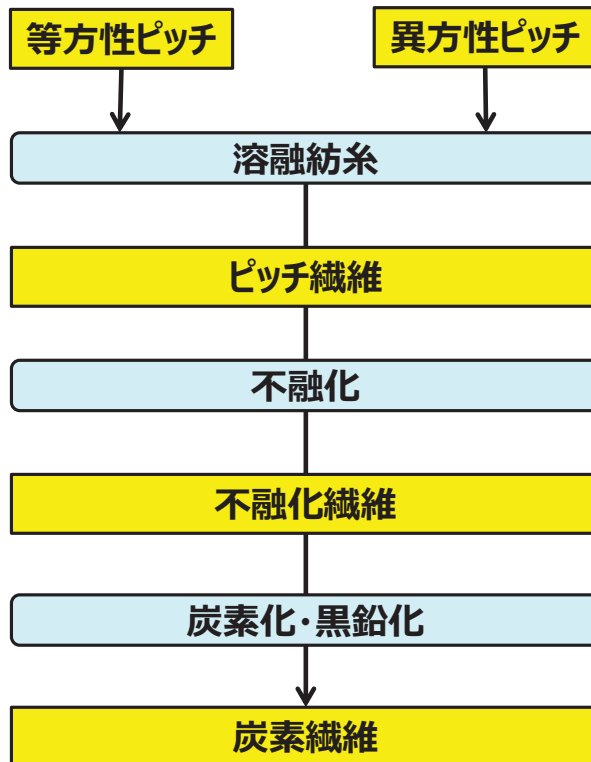 等方性ピッチ
異方性ピッチ
溶融紡糸
ピッチ繊維
不融化
不融化繊維
炭素化・黒鉛化
炭素繊維